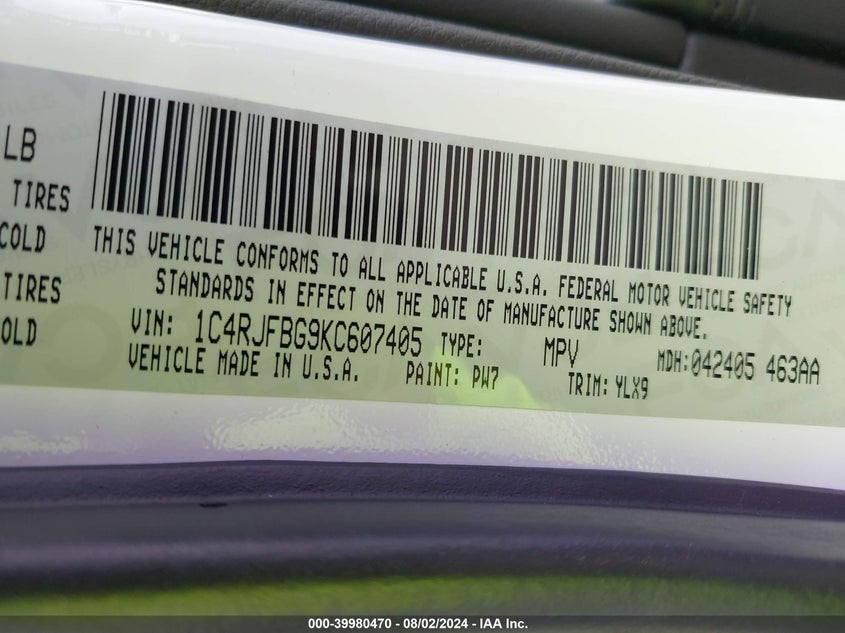 LB
TIRES
COLD
TIRES
OLD
THIS VEHICLE CONFORMS TO ALL APPLICABLE U.S.A. FEDERAL MOTOR VEHICLE SAFETY
STANDARDS IN EFFECT ON THE DATE OF MANUFACTURE SHOWN ABOVE.
VIN: 1C4RJFBG9KC607405 TYPE: MPV MDH:042405 463AA
VEHICLE MADE IN U.S.A. PAINT: PW7 TRIM: YLX9
000-39980470 - 08/02/2024 - IAA Inc.